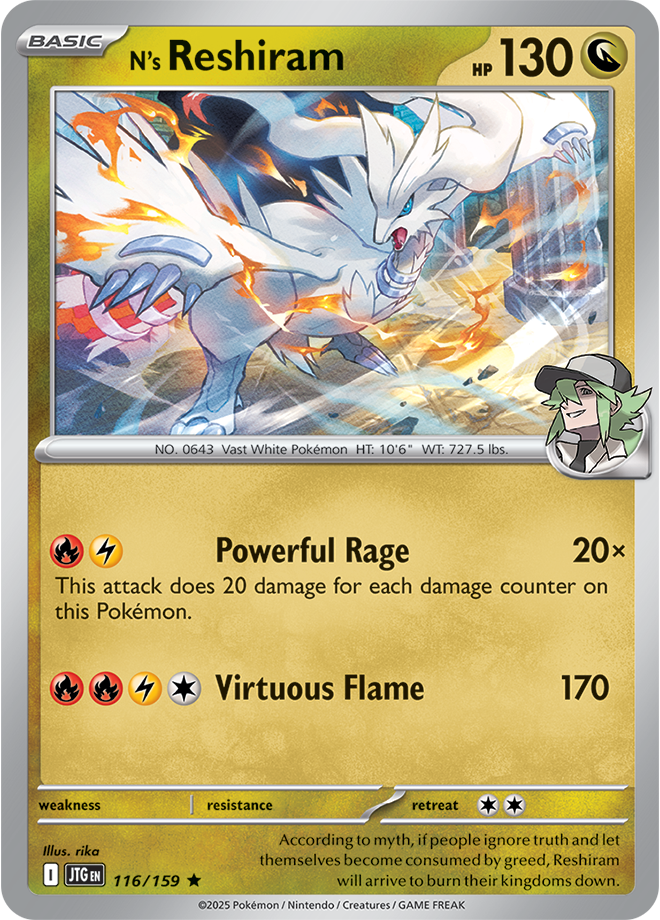 BASIC
N's Reshiram HP 130
NO. 0643 Vast White Pokémon HT: 10'6" WT: 727.5 lbs.
Powerful Rage 20×
This attack does 20 damage for each damage counter on
this Pokémon.
Virtuous Flame 170
weakness resistance retreat
Illus. rika
According to myth, if people ignore truth and let
themselves become consumed by greed, Reshiram
will arrive to burn their kingdoms down.
I JTG EN 116/159 ★
©2025 Pokémon / Nintendo / Creatures / GAME FREAK